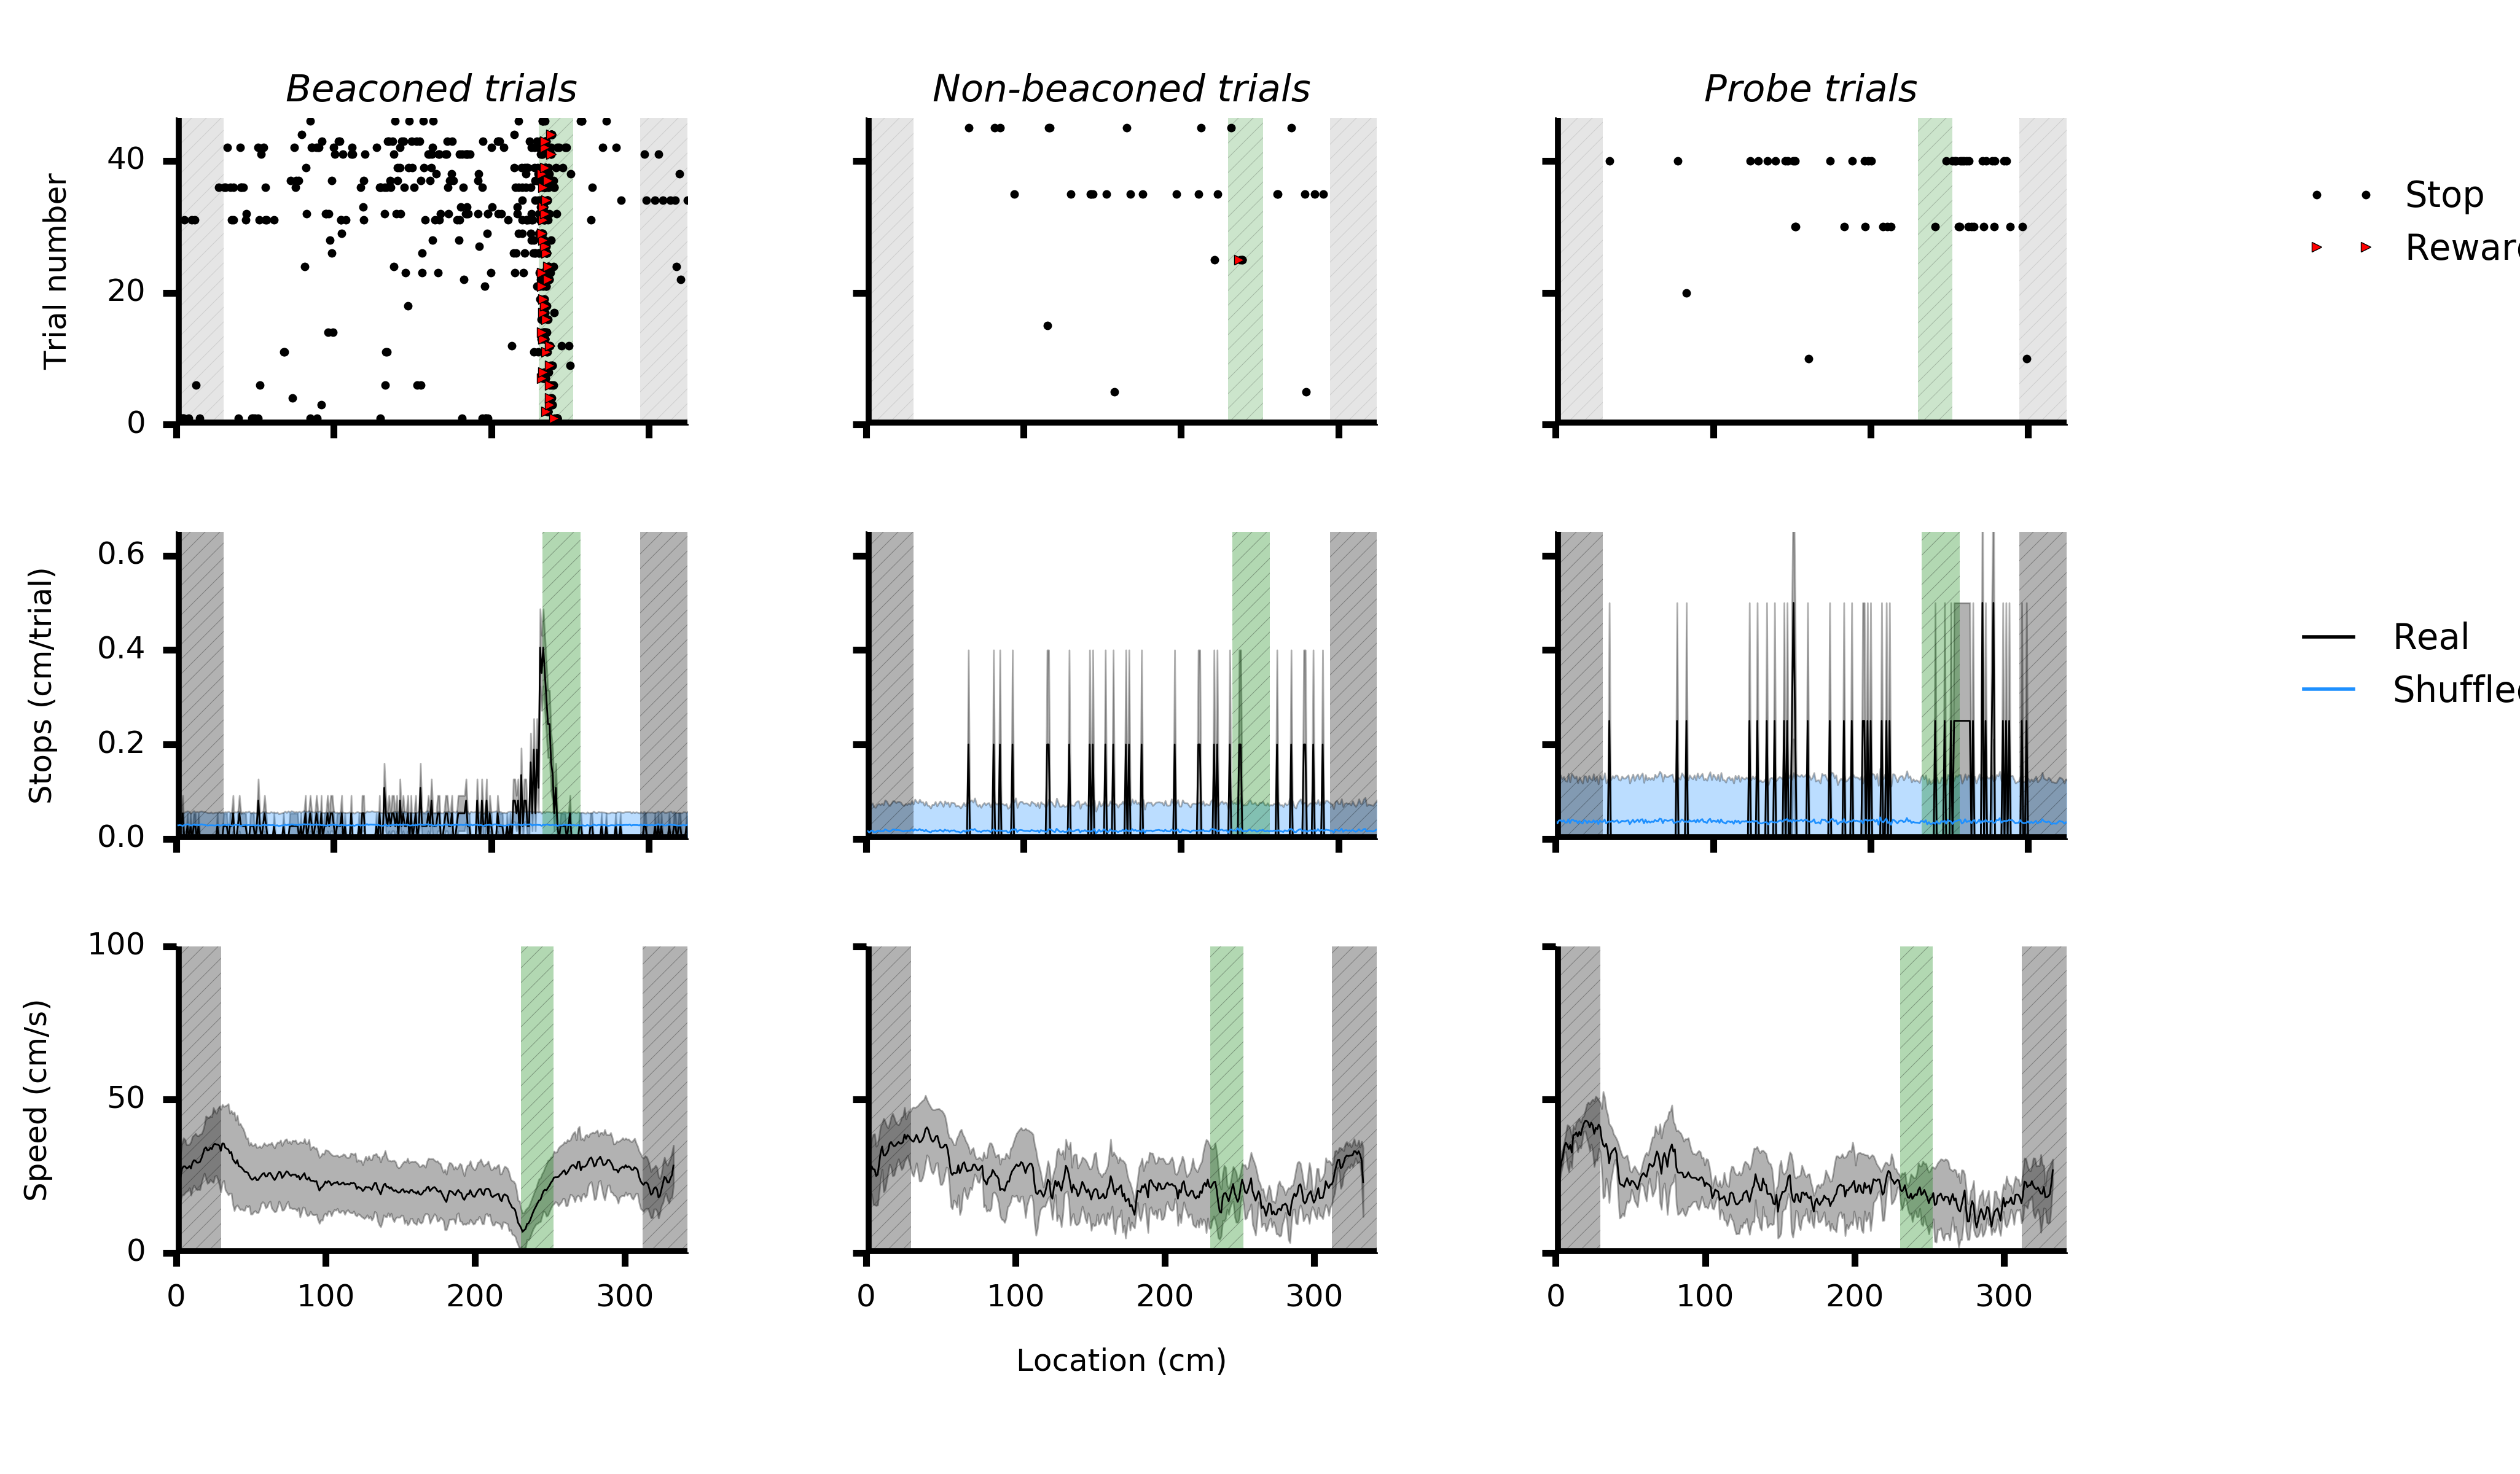 Beaconed trials
Non-beaconed trials
Probe trials
Trial number
40
20
0
Stop
Rewar
Stops (cm/trial)
0.6
0.4
0.2
0.0
Real
Shuffle
Speed (cm/s)
100
50
0
0 100 200 300
0 100 200 300
0 100 200 300
Location (cm)